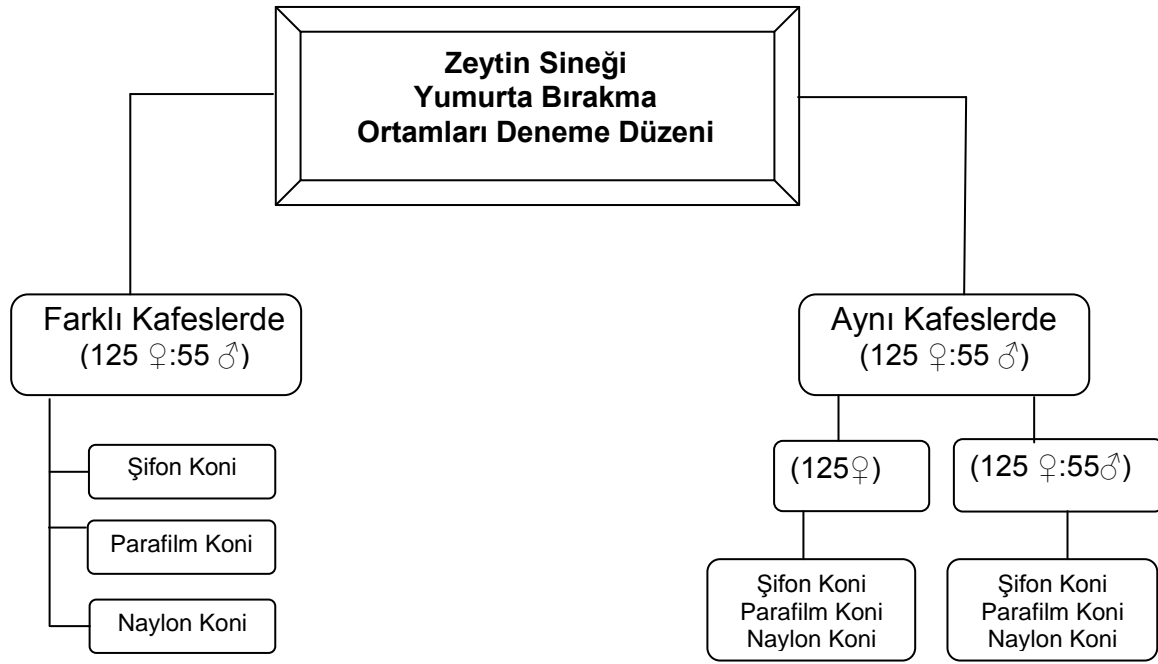 Zeytin Sineği
Yumurta Bırakma
Ortamları Deneme Düzeni
Farklı Kafeslerde
(125 ♀:55 ♂)
Şifon Koni
Parafilm Koni
Naylon Koni
Aynı Kafeslerde
(125 ♀:55 ♂)
(125♀)
Şifon Koni
Parafilm Koni
Naylon Koni
(125 ♀:55♂)
Şifon Koni
Parafilm Koni
Naylon Koni